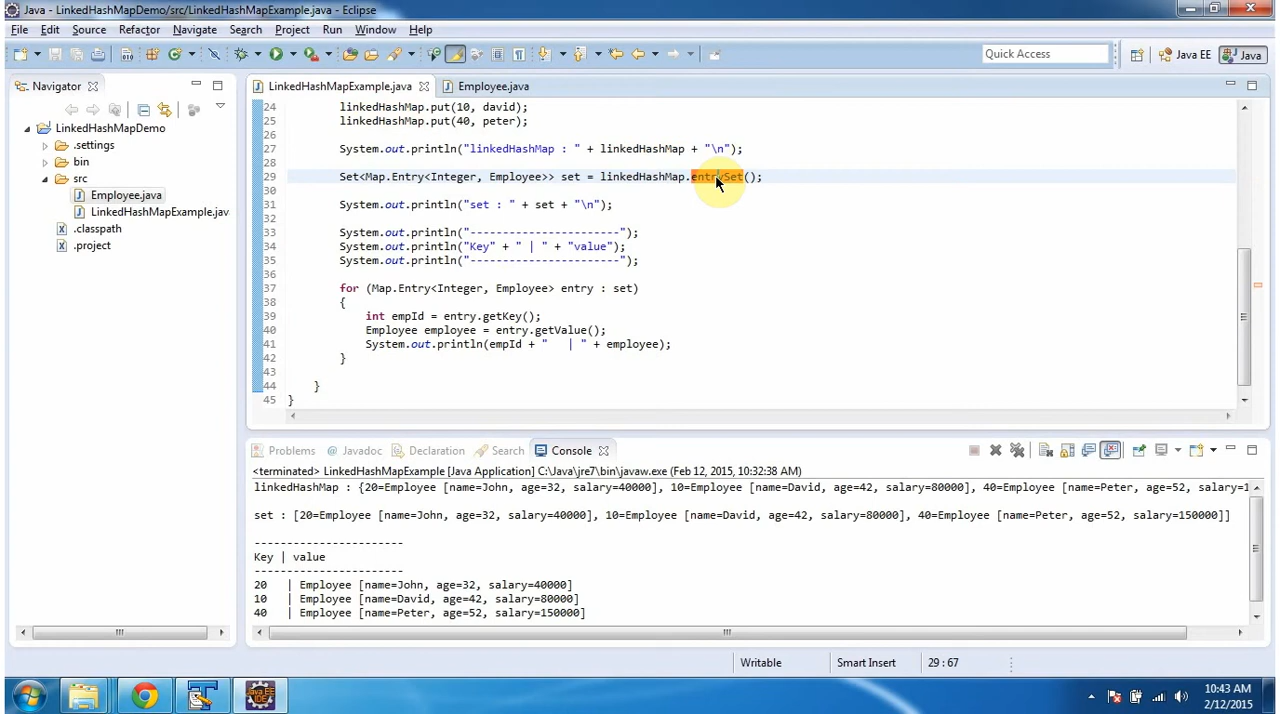 Java - LinkedHashMapDemo/src/LinkedHashMapExample.java - Eclipse
File Edit Source Refactor Navigate Search Project Run Window Help
Quick Access Java EE Java
Navigator
LinkedHashMapDemo
.settings
bin
src
Employee.java
LinkedHashMapExample.jav
.classpath
.project
LinkedHashMapExample.java Employee.java
24 linkedHashMap.put(10, david);
25 linkedHashMap.put(40, peter);
26
27 System.out.println("linkedHashMap : " + linkedHashMap + "\n");
28
29 Set<Map.Entry<Integer, Employee>> set = linkedHashMap.entrySet();
30
31 System.out.println("set : " + set + "\n");
32
33 System.out.println("-----------------------");
34 System.out.println("Key" + " | " + "value");
35 System.out.println("-----------------------");
36
37 for (Map.Entry<Integer, Employee> entry : set)
38 {
39 int empId = entry.getKey();
40 Employee employee = entry.getValue();
41 System.out.println(empId + "   | " + employee);
42 }
43
44 }
45 }
Problems Javadoc Declaration Search Console
<terminated> LinkedHashMapExample [Java Application] C:\Java\jre7\bin\javaw.exe (Feb 12, 2015, 10:32:38 AM)
linkedHashMap : {20=Employee [name=John, age=32, salary=40000], 10=Employee [name=David, age=42, salary=80000], 40=Employee [name=Peter, age=52, salary=1
set : [20=Employee [name=John, age=32, salary=40000], 10=Employee [name=David, age=42, salary=80000], 40=Employee [name=Peter, age=52, salary=150000]]
-----------------------
Key | value
-----------------------
20 | Employee [name=John, age=32, salary=40000]
10 | Employee [name=David, age=42, salary=80000]
40 | Employee [name=Peter, age=52, salary=150000]
Writable Smart Insert 29 : 67
Java EE
IDE
10:43 AM
2/12/2015